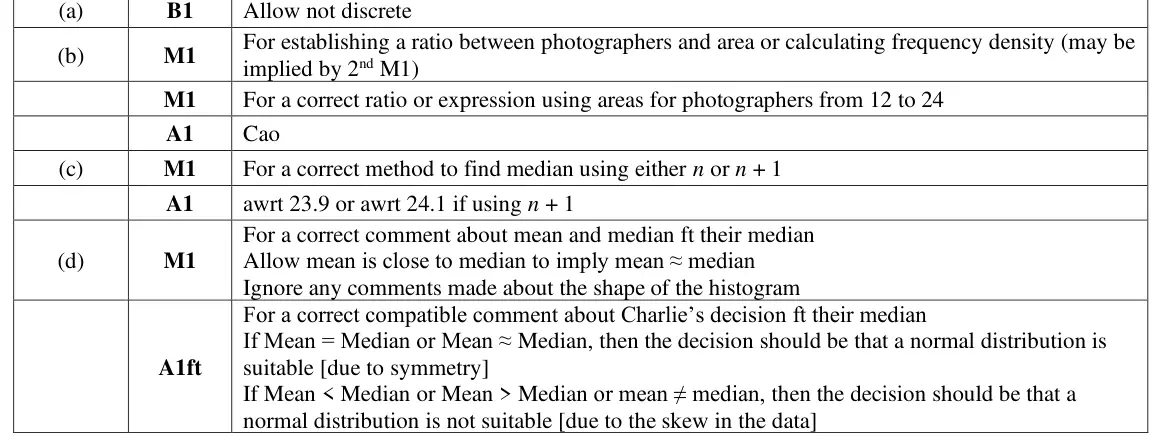 (a) B1 Allow not discrete
(b) M1 For establishing a ratio between photographers and area or calculating frequency density (may be
implied by 2nd M1)
M1 For a correct ratio or expression using areas for photographers from 12 to 24
A1 Cao
(c) M1 For a correct method to find median using either n or n + 1
A1 awrt 23.9 or awrt 24.1 if using n + 1
(d) M1 For a correct comment about mean and median ft their median
Allow mean is close to median to imply mean ≈ median
Ignore any comments made about the shape of the histogram
A1ft For a correct compatible comment about Charlie’s decision ft their median
If Mean = Median or Mean ≈ Median, then the decision should be that a normal distribution is
suitable [due to symmetry]
If Mean < Median or Mean > Median or mean ≠ median, then the decision should be that a
normal distribution is not suitable [due to the skew in the data]